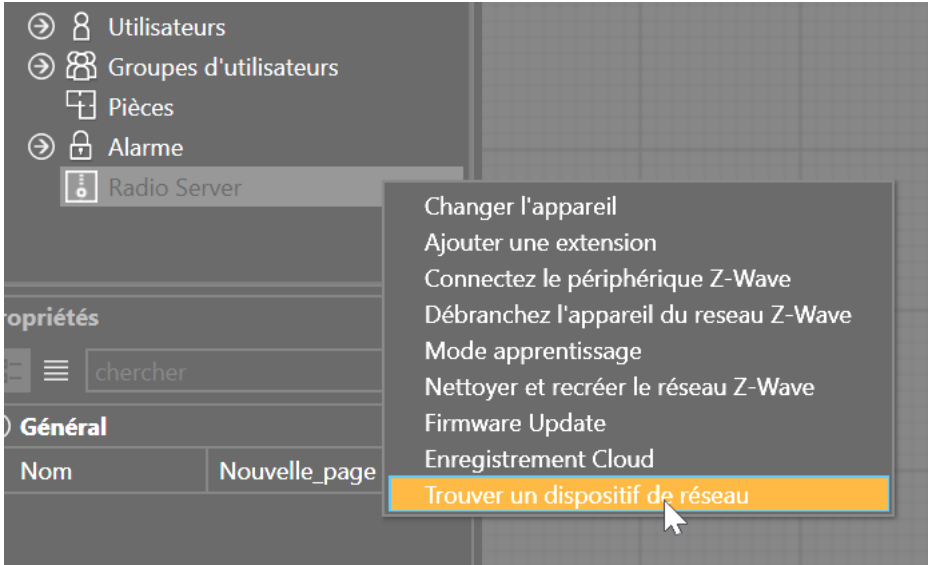 Utilisateurs
Groupes d'utilisateurs
Pièces
Alarme
Radio Server
Changer l'appareil
Ajouter une extension
Connectez le périphérique Z-Wave
Débranchez l'appareil du reseau Z-Wave
Mode apprentissage
Nettoyer et recréer le réseau Z-Wave
Firmware Update
Enregistrement Cloud
Trouver un dispositif de réseau
ropriétés
chercher
Général
Nom Nouvelle_page